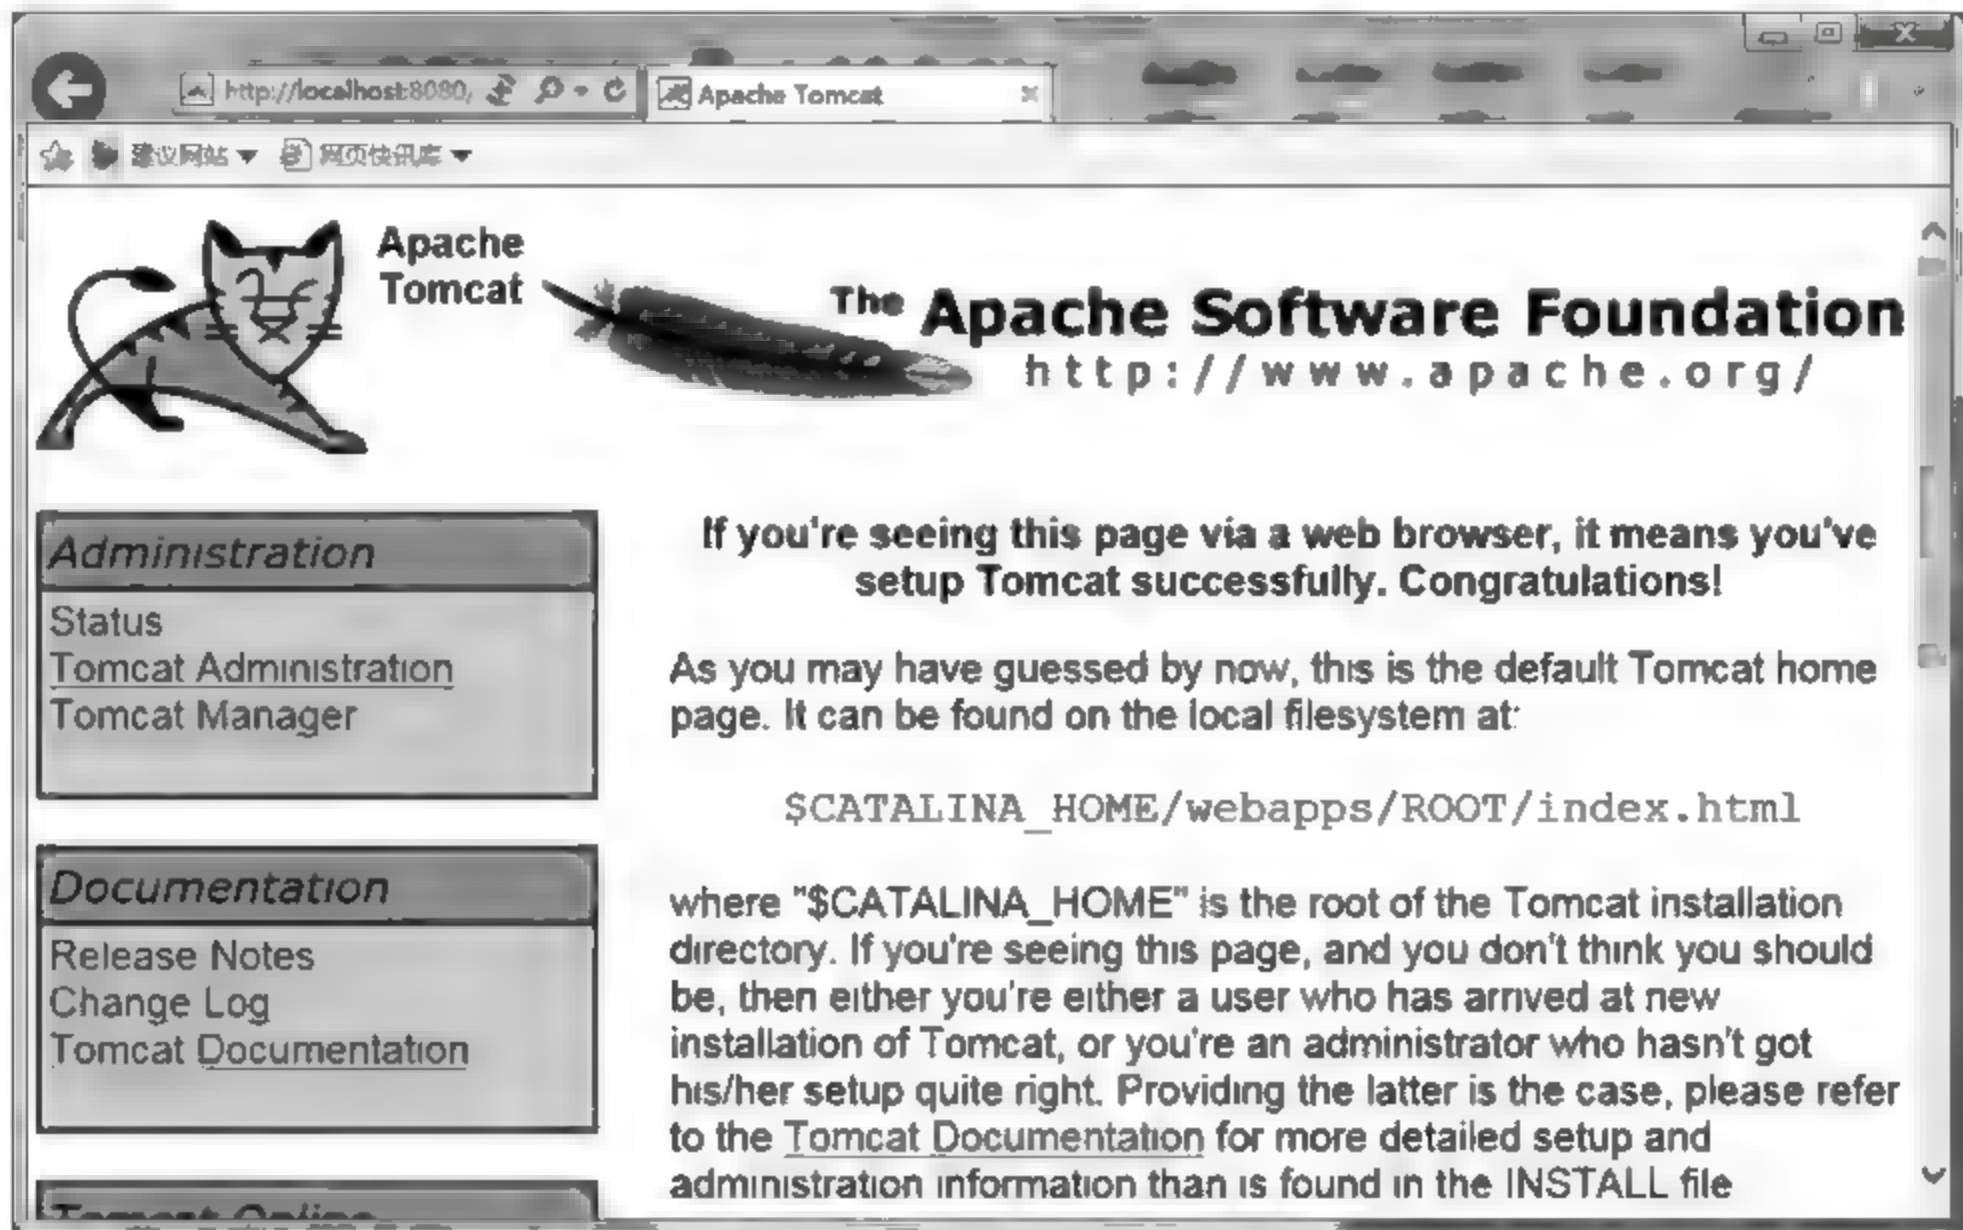 http://localhost:8080/
Apache Tomcat
建议网站
网页快讯库
Apache
Tomcat
The Apache Software Foundation
http://www.apache.org/
Administration
Status
Tomcat Administration
Tomcat Manager
Documentation
Release Notes
Change Log
Tomcat Documentation
Tomcat Online
If you're seeing this page via a web browser, it means you've
setup Tomcat successfully. Congratulations!
As you may have guessed by now, this is the default Tomcat home
page. It can be found on the local filesystem at:
$CATALINA_HOME/webapps/ROOT/index.html
where "$CATALINA_HOME" is the root of the Tomcat installation
directory. If you're seeing this page, and you don't think you should
be, then either you're either a user who has arrived at new
installation of Tomcat, or you're an administrator who hasn't got
his/her setup quite right. Providing the latter is the case, please refer
to the Tomcat Documentation for more detailed setup and
administration information than is found in the INSTALL file